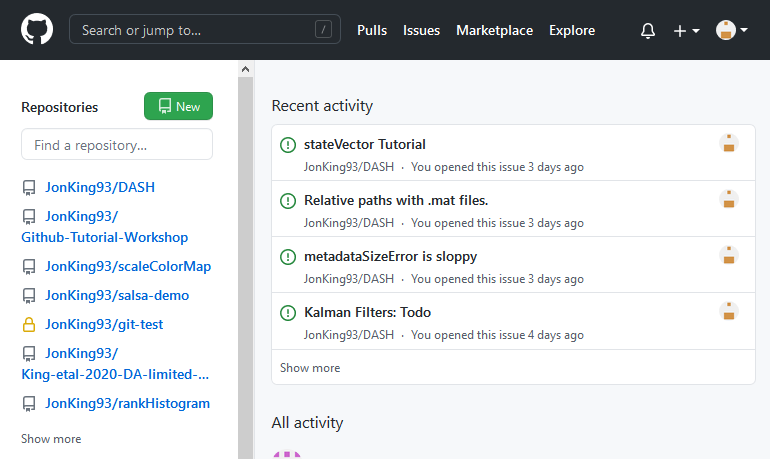 Search or jump to...
/
Pulls
Issues
Marketplace
Explore
Repositories
New
Find a repository...
JonKing93/DASH
JonKing93/
Github-Tutorial-Workshop
JonKing93/scaleColorMap
JonKing93/salsa-demo
JonKing93/git-test
JonKing93/
King-etal-2020-DA-limited-...
JonKing93/rankHistogram
Show more
Recent activity
stateVector Tutorial
JonKing93/DASH · You opened this issue 3 days ago
Relative paths with .mat files.
JonKing93/DASH · You opened this issue 3 days ago
metadataSizeError is sloppy
JonKing93/DASH · You opened this issue 3 days ago
Kalman Filters: Todo
JonKing93/DASH · You opened this issue 4 days ago
Show more
All activity